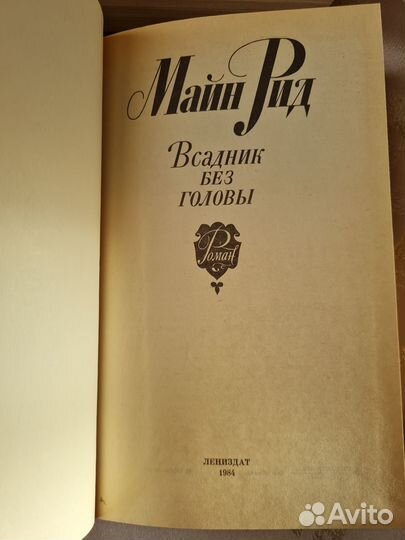 Майн Рид
Всадник
БЕЗ
ГОЛОВЫ
Роман
ЛЕНИЗДАТ
1984
Avito